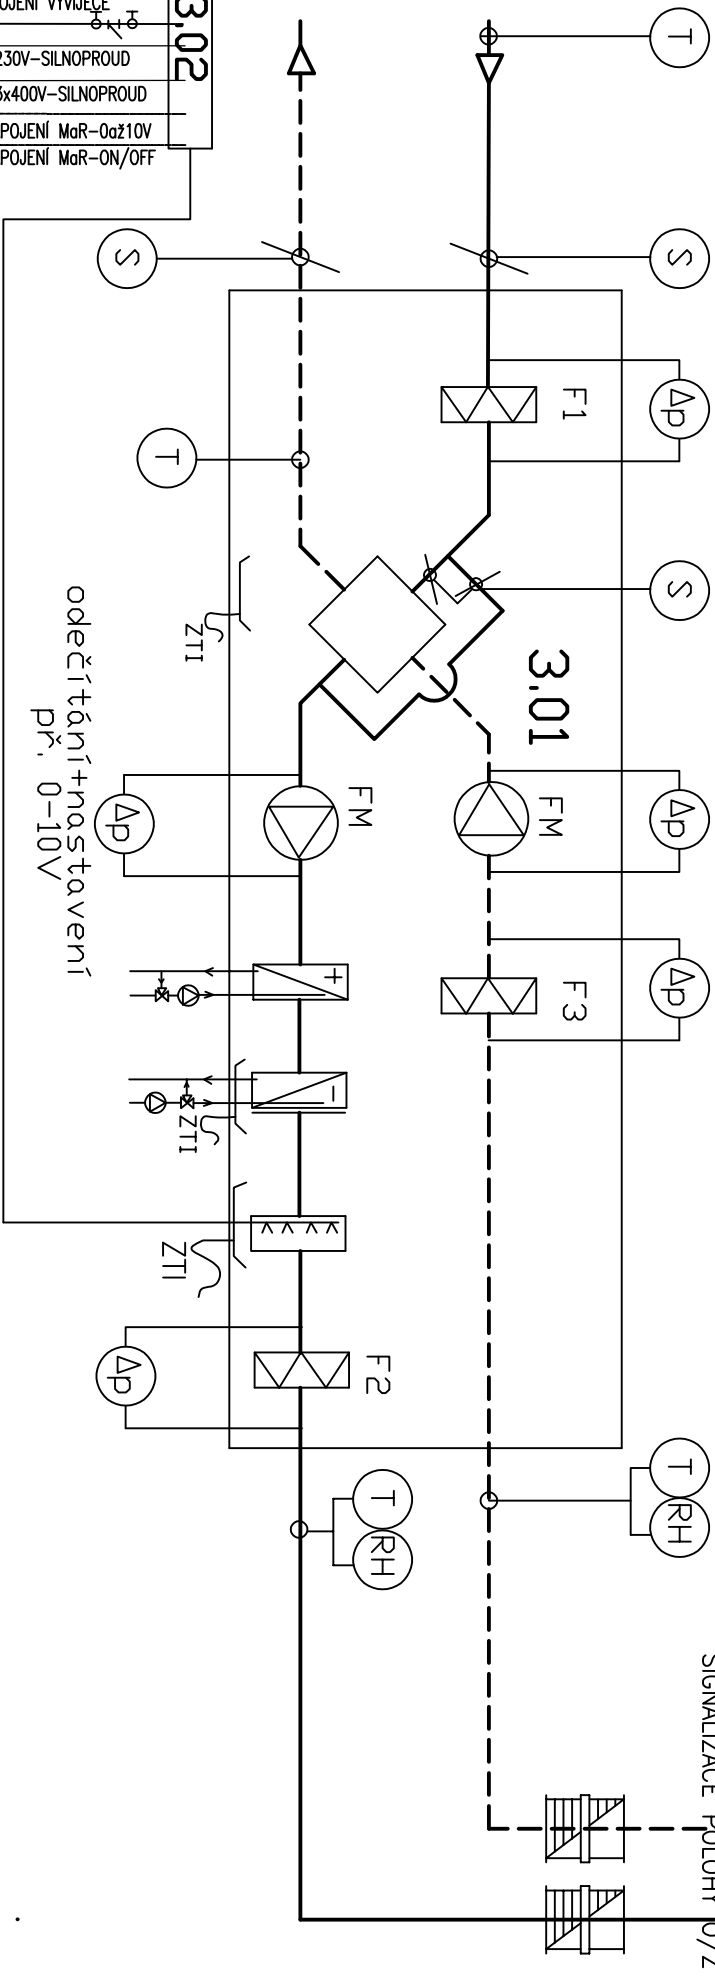 POJENÍ VYVÍJEČE
230V-SILNOPROUD
3x400V-SILNOPROUD
POJENÍ MaR-0až10V
POJENÍ MaR-ON/OFF
3.02
T
S
S
F1
Δp
T
S
ZTI
3.01
odečítání+nastavení
př. 0-10V
FM
Δp
FM
Δp
F3
Δp
+
−
ZTI
ZTI
F2
Δp
T
RH
T
RH
SIGNALIZACE POLOHY O/Z